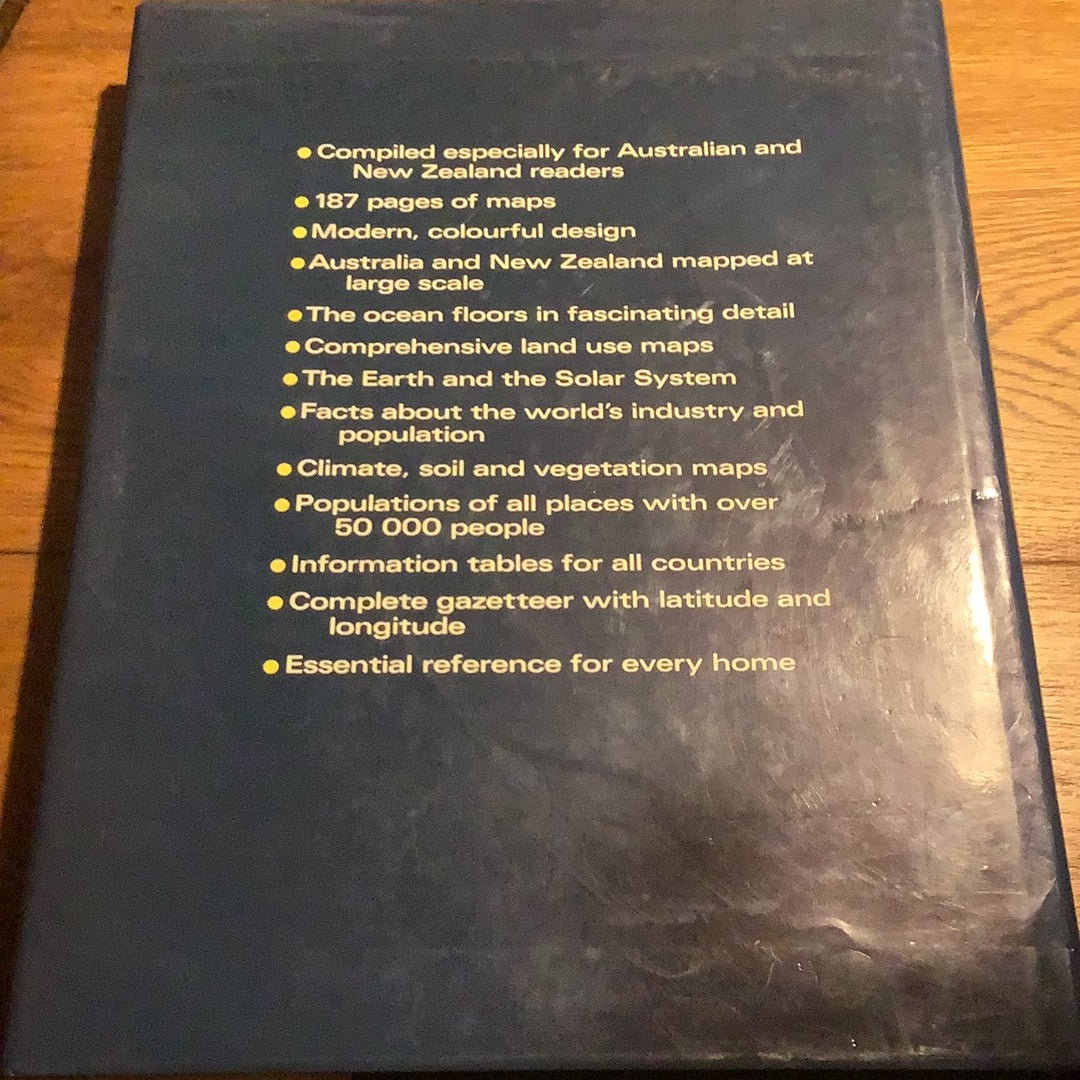 ● Compiled especially for Australian and
New Zealand readers
● 187 pages of maps
● Modern, colourful design
● Australia and New Zealand mapped at
large scale
● The ocean floors in fascinating detail
● Comprehensive land use maps
● The Earth and the Solar System
● Facts about the world's industry and
population
● Climate, soil and vegetation maps
● Populations of all places with over
50 000 people
● Information tables for all countries
● Complete gazetteer with latitude and
longitude
● Essential reference for every home